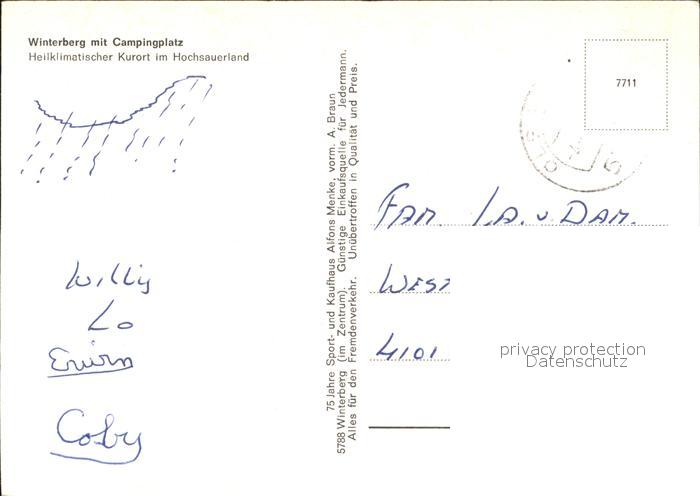 Winterberg mit Campingplatz
Heilklimatischer Kurort im Hochsauerland
Willy
Lo
Erwin
Coby
75 Jahre Sport- und Kaufhaus Alfons Menke, vorm. A. Braun
5788 Winterberg (im Zentrum). Günstige Einkaufsquelle für Jedermann.
Alles für den Fremdenverkehr. Unübertroffen in Qualität und Preis.
7711
FAM. I.A. v. DAM.
WEST
4101
privacy protection
Datenschutz